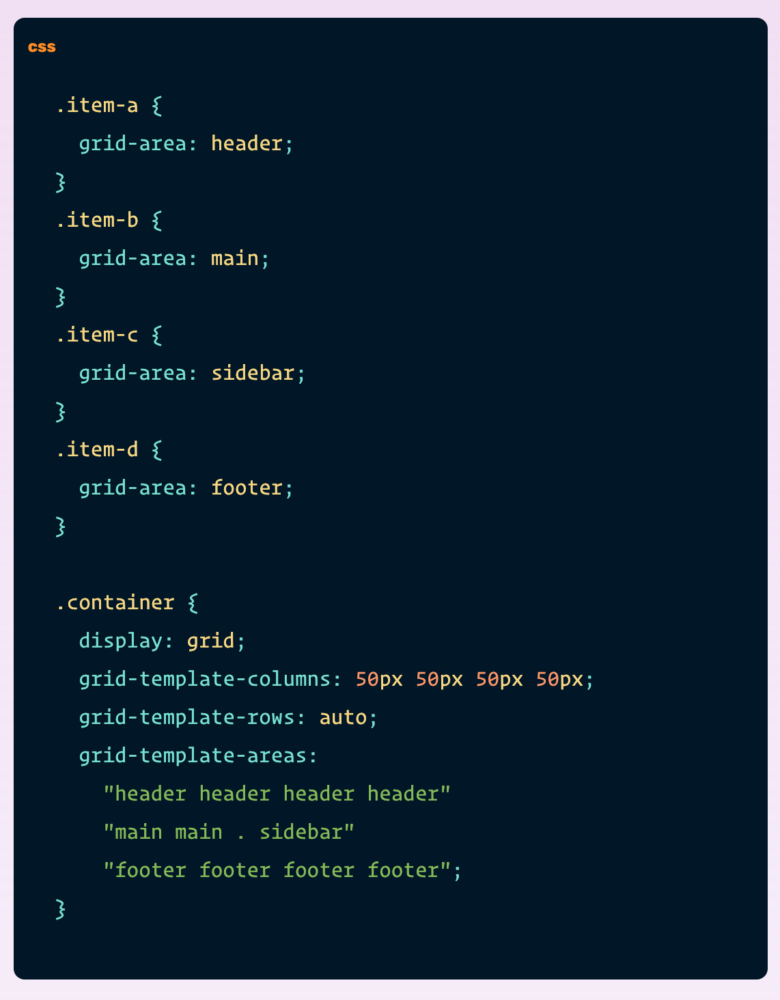 css
.item-a {
  grid-area: header;
}
.item-b {
  grid-area: main;
}
.item-c {
  grid-area: sidebar;
}
.item-d {
  grid-area: footer;
}

.container {
  display: grid;
  grid-template-columns: 50px 50px 50px 50px;
  grid-template-rows: auto;
  grid-template-areas:
    "header header header header"
    "main main . sidebar"
    "footer footer footer footer";
}